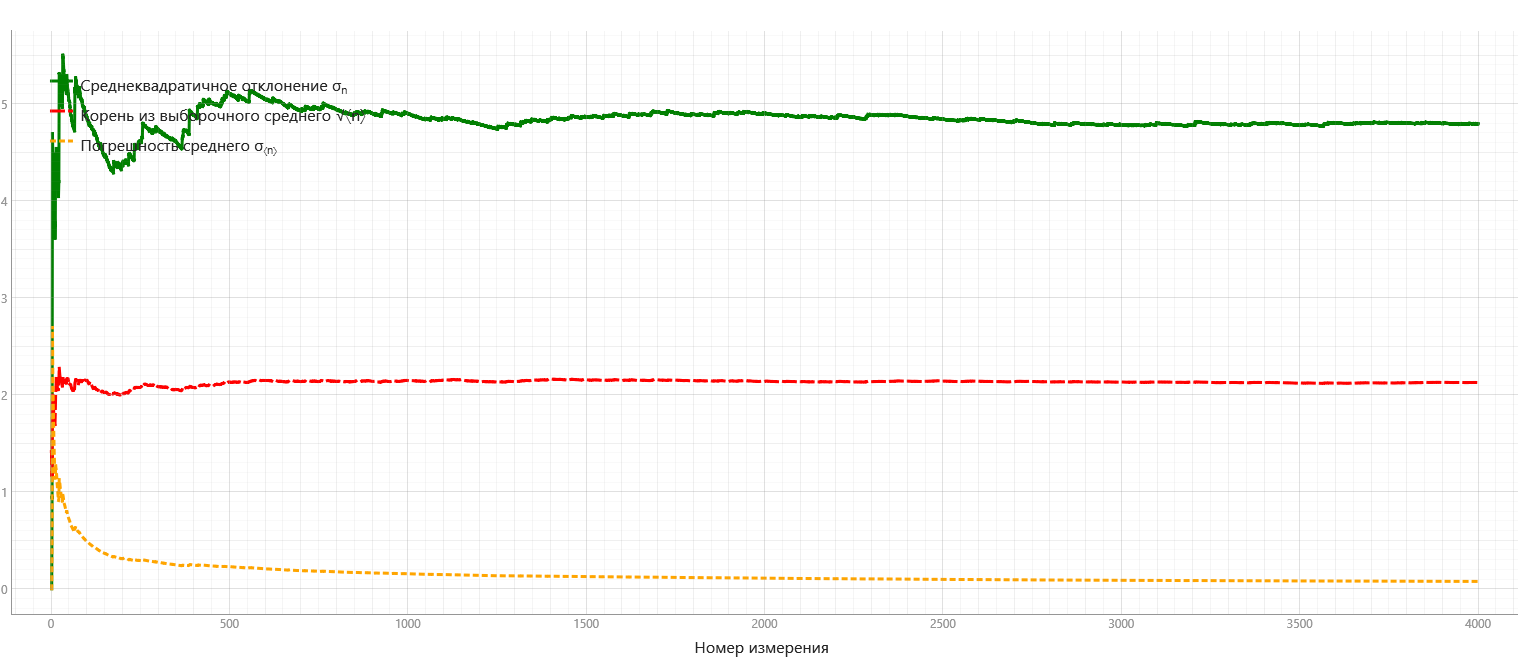 Среднеквадратичное отклонение σn
Корень из выборочного среднего √⟨n⟩
Погрешность среднего σ⟨n⟩
5
4
3
2
1
0
0 500 1000 1500 2000 2500 3000 3500 4000
Номер измерения